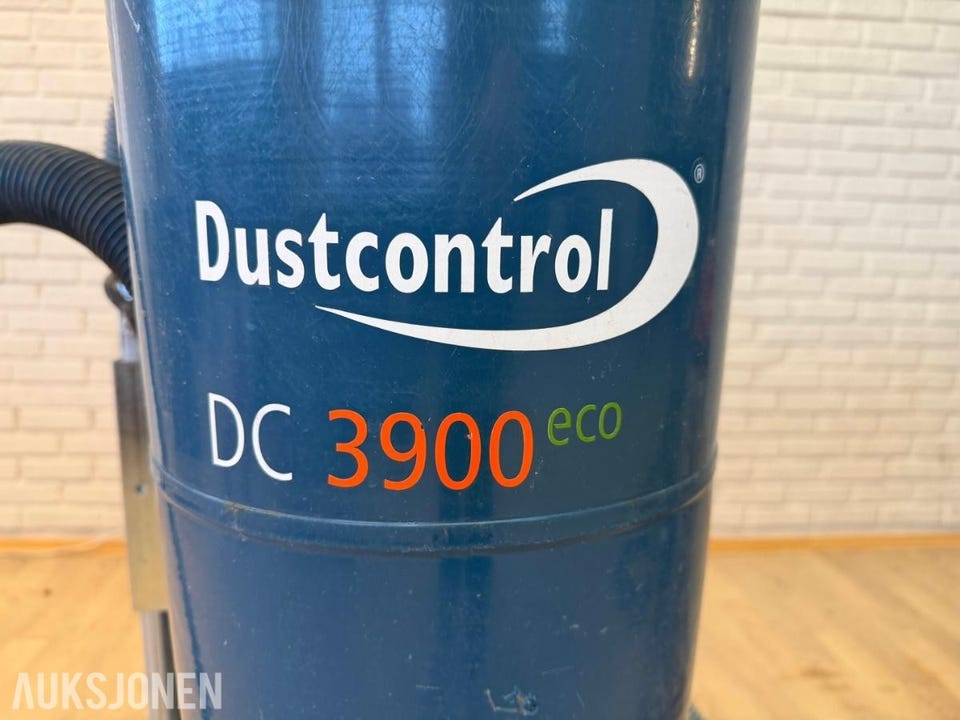 Dustcontrol®
DC 3900 eco
AUKSJONEN